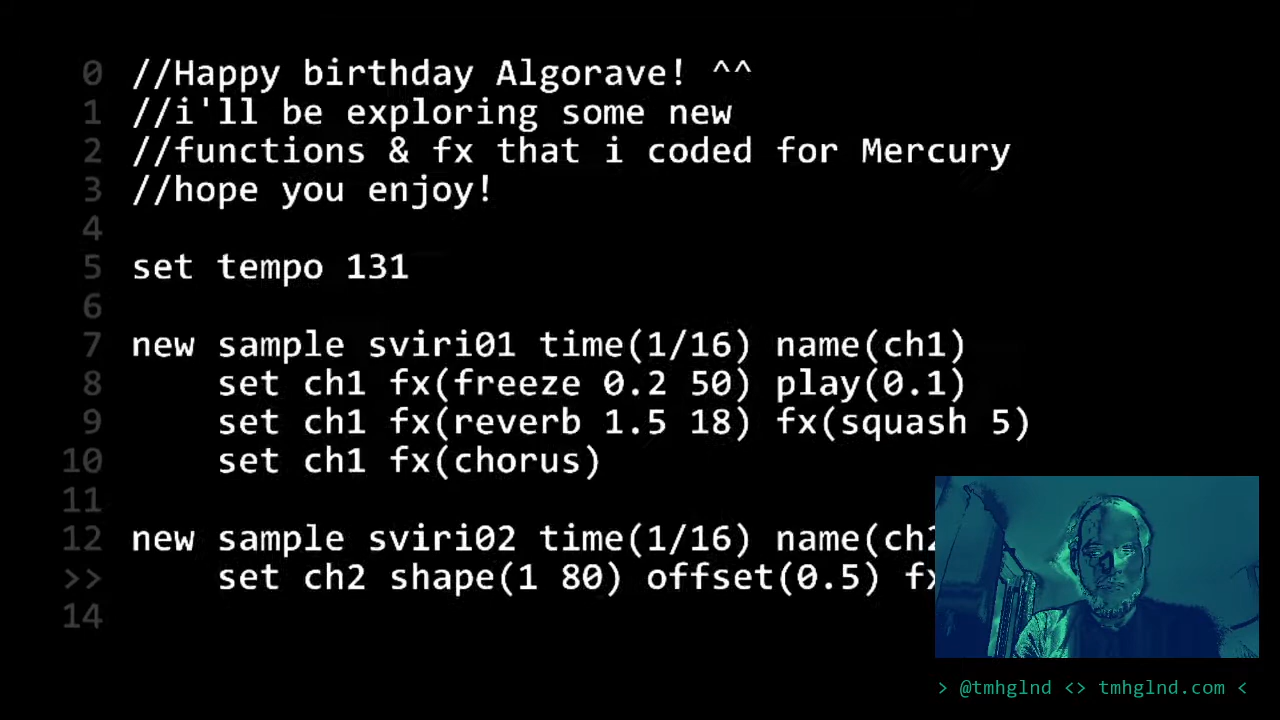 0 //Happy birthday Algorave! ^^
1 //i'll be exploring some new
2 //functions & fx that i coded for Mercury
3 //hope you enjoy!
4
5 set tempo 131
6
7 new sample sviri01 time(1/16) name(ch1)
8 set ch1 fx(freeze 0.2 50) play(0.1)
9 set ch1 fx(reverb 1.5 18) fx(squash 5)
10 set ch1 fx(chorus)
11
12 new sample sviri02 time(1/16) name(ch2
>> set ch2 shape(1 80) offset(0.5) fx
14
> @tmhglnd <> tmhglnd.com <